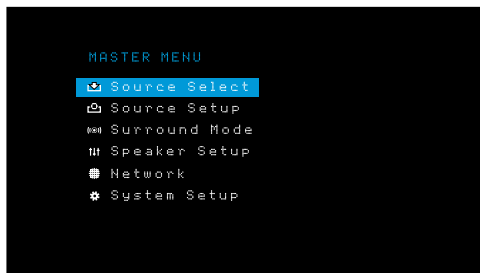 MASTER MENU
Source Select
Source Setup
Surround Mode
Speaker Setup
Network
System Setup